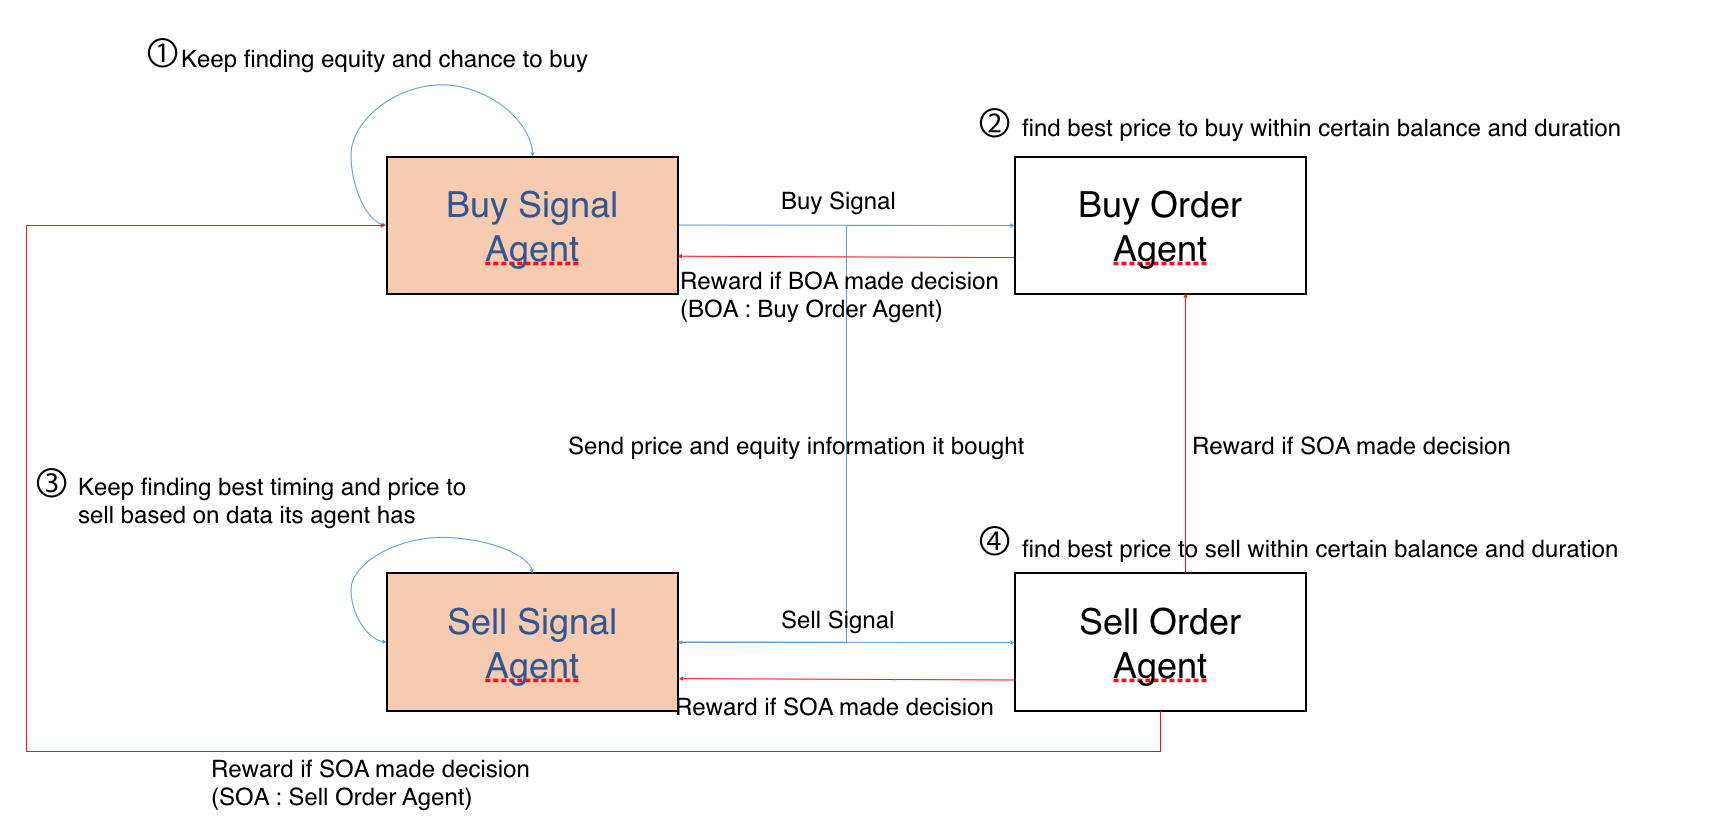 ① Keep finding equity and chance to buy
② find best price to buy within certain balance and duration
Buy Signal
Agent
Buy Signal
Buy Order
Agent
Reward if BOA made decision
(BOA : Buy Order Agent)
Send price and equity information it bought
Reward if SOA made decision
③ Keep finding best timing and price to
sell based on data its agent has
④ find best price to sell within certain balance and duration
Sell Signal
Agent
Sell Signal
Sell Order
Agent
Reward if SOA made decision
Reward if SOA made decision
(SOA : Sell Order Agent)